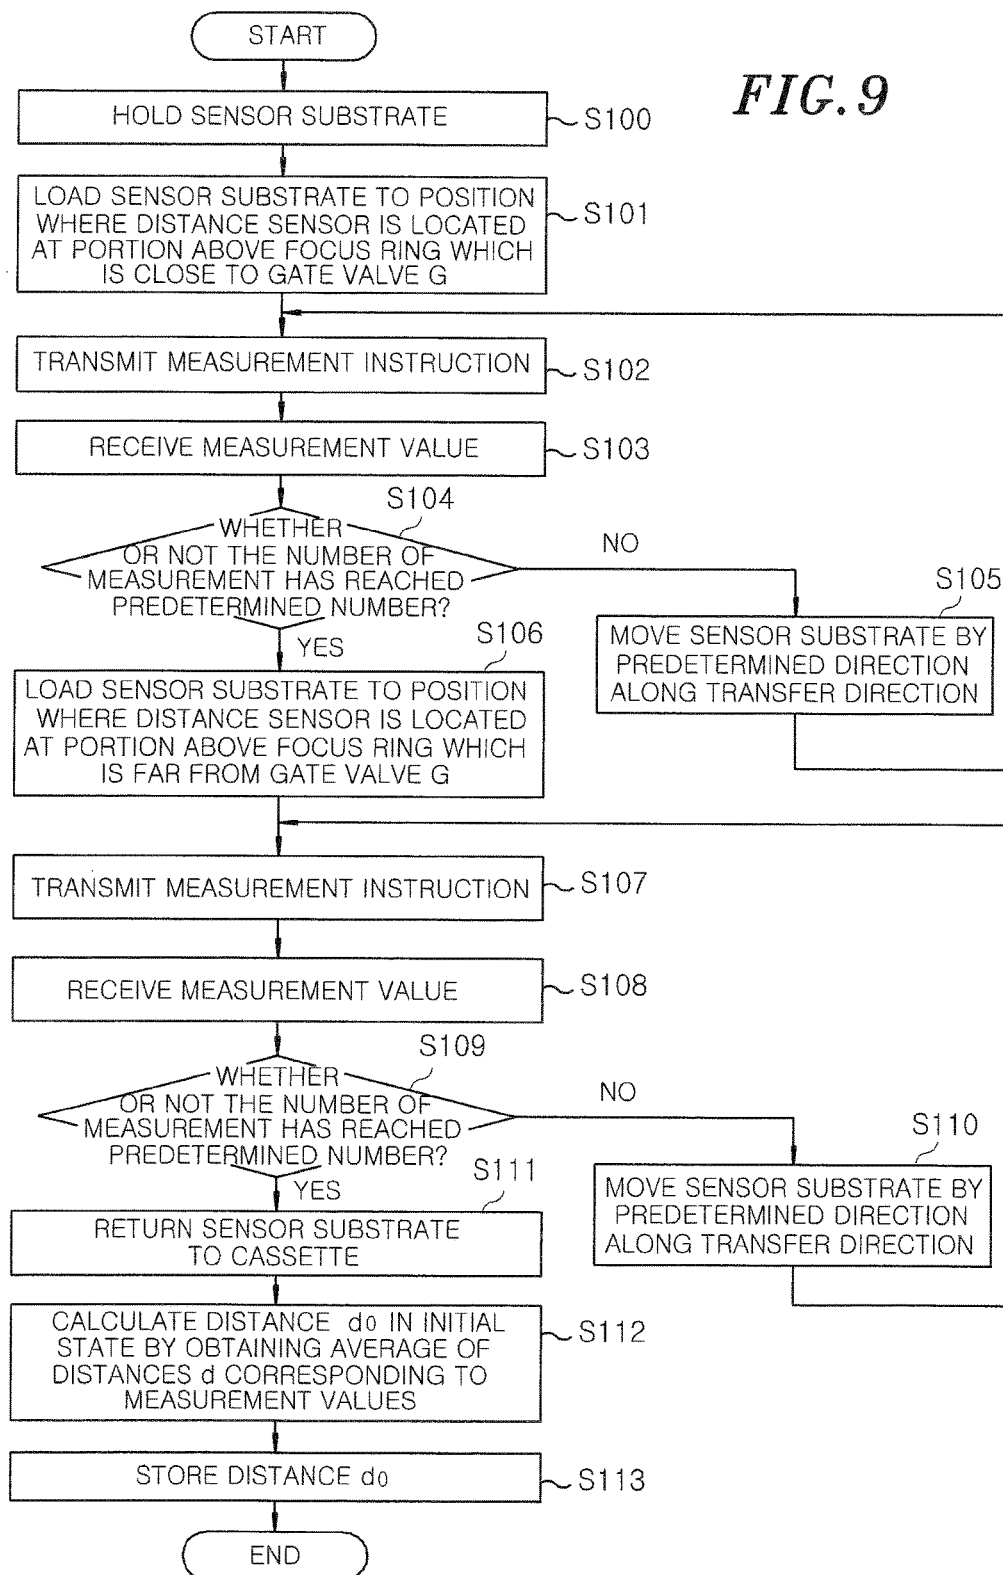 START
FIG. 9
HOLD SENSOR SUBSTRATE
S100
LOAD SENSOR SUBSTRATE TO POSITION
WHERE DISTANCE SENSOR IS LOCATED
AT PORTION ABOVE FOCUS RING WHICH
IS CLOSE TO GATE VALVE G
S101
TRANSMIT MEASUREMENT INSTRUCTION
S102
RECEIVE MEASUREMENT VALUE
S103
S104
WHETHER
OR NOT THE NUMBER OF
MEASUREMENT HAS REACHED
PREDETERMINED NUMBER?
NO
YES
S105
MOVE SENSOR SUBSTRATE BY
PREDETERMINED DIRECTION
ALONG TRANSFER DIRECTION
S106
LOAD SENSOR SUBSTRATE TO POSITION
WHERE DISTANCE SENSOR IS LOCATED
AT PORTION ABOVE FOCUS RING WHICH
IS FAR FROM GATE VALVE G
TRANSMIT MEASUREMENT INSTRUCTION
S107
RECEIVE MEASUREMENT VALUE
S108
S109
WHETHER
OR NOT THE NUMBER OF
MEASUREMENT HAS REACHED
PREDETERMINED NUMBER?
NO
YES
S110
MOVE SENSOR SUBSTRATE BY
PREDETERMINED DIRECTION
ALONG TRANSFER DIRECTION
S111
RETURN SENSOR SUBSTRATE
TO CASSETTE
CALCULATE DISTANCE d0 IN INITIAL
STATE BY OBTAINING AVERAGE OF
DISTANCES d CORRESPONDING TO
MEASUREMENT VALUES
S112
STORE DISTANCE d0
S113
END